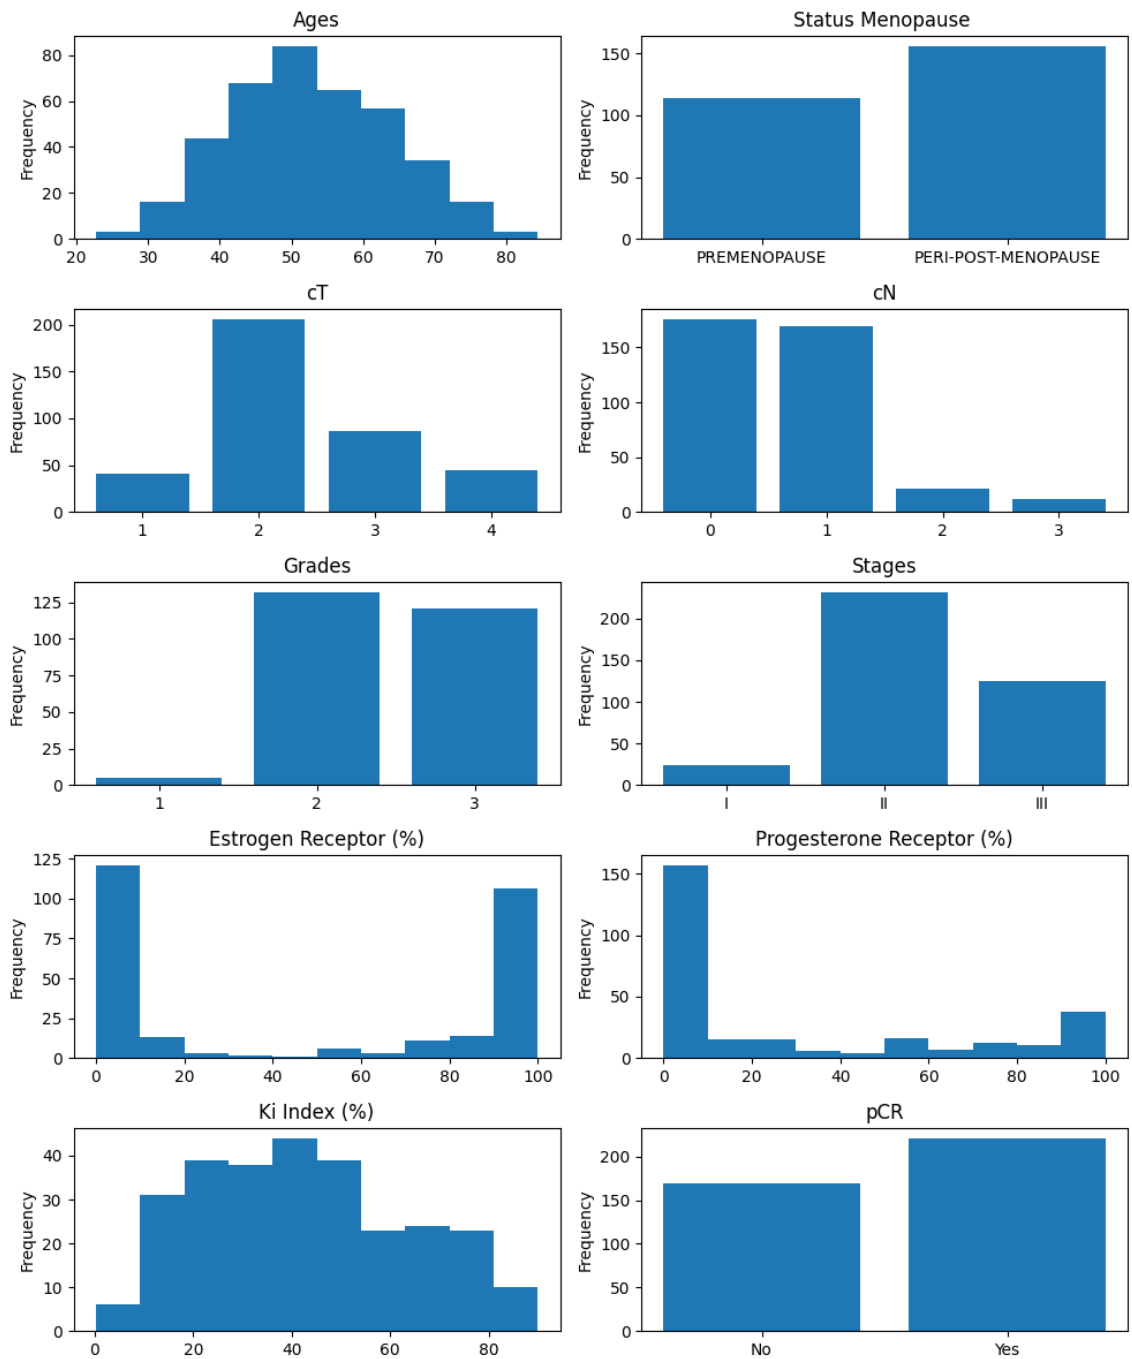 Ages
Frequency
0
20
40
60
80
20 30 40 50 60 70 80
Status Menopause
Frequency
0
50
100
150
PREMENOPAUSE PERI-POST-MENOPAUSE
cT
Frequency
0
50
100
150
200
1 2 3 4
cN
Frequency
0
50
100
150
0 1 2 3
Grades
Frequency
0
25
50
75
100
125
1 2 3
Stages
Frequency
0
50
100
150
200
I II III
Estrogen Receptor (%)
Frequency
0
25
50
75
100
125
0 20 40 60 80 100
Progesterone Receptor (%)
Frequency
0
50
100
150
0 20 40 60 80 100
Ki Index (%)
Frequency
0
10
20
30
40
0 20 40 60 80
pCR
Frequency
0
50
100
150
200
No Yes